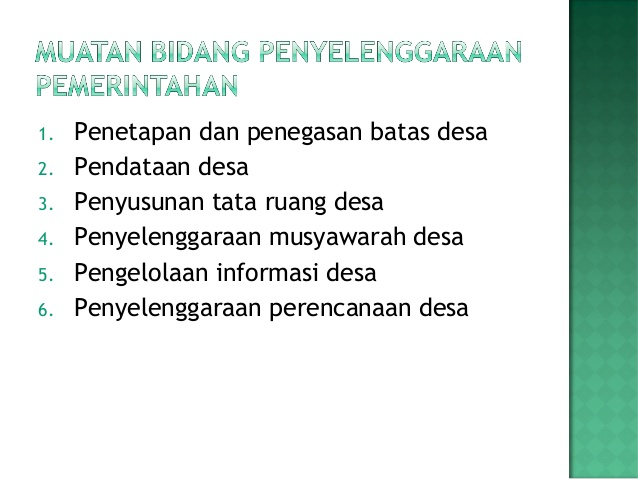 MUATAN BIDANG PENYELENGGARAAN
PEMERINTAHAN
1. Penetapan dan penegasan batas desa
2. Pendataan desa
3. Penyusunan tata ruang desa
4. Penyelenggaraan musyawarah desa
5. Pengelolaan informasi desa
6. Penyelenggaraan perencanaan desa